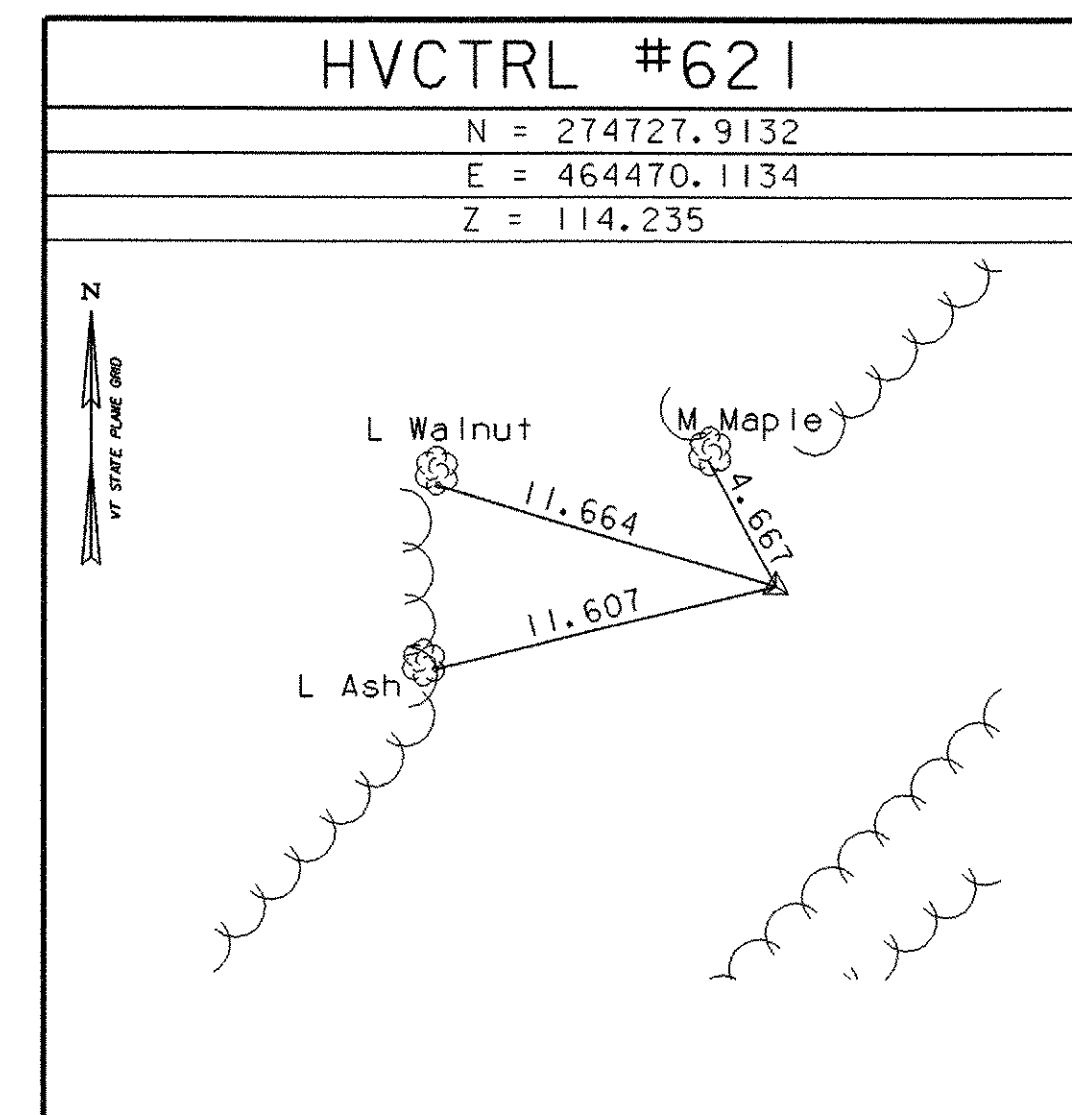 HVCTRL #621
N = 274727.9132
E = 464470.1134
Z = 114.235
N
VT STATE PLANE GRID
L Walnut
M Maple
11.664
4.667
11.607
L Ash